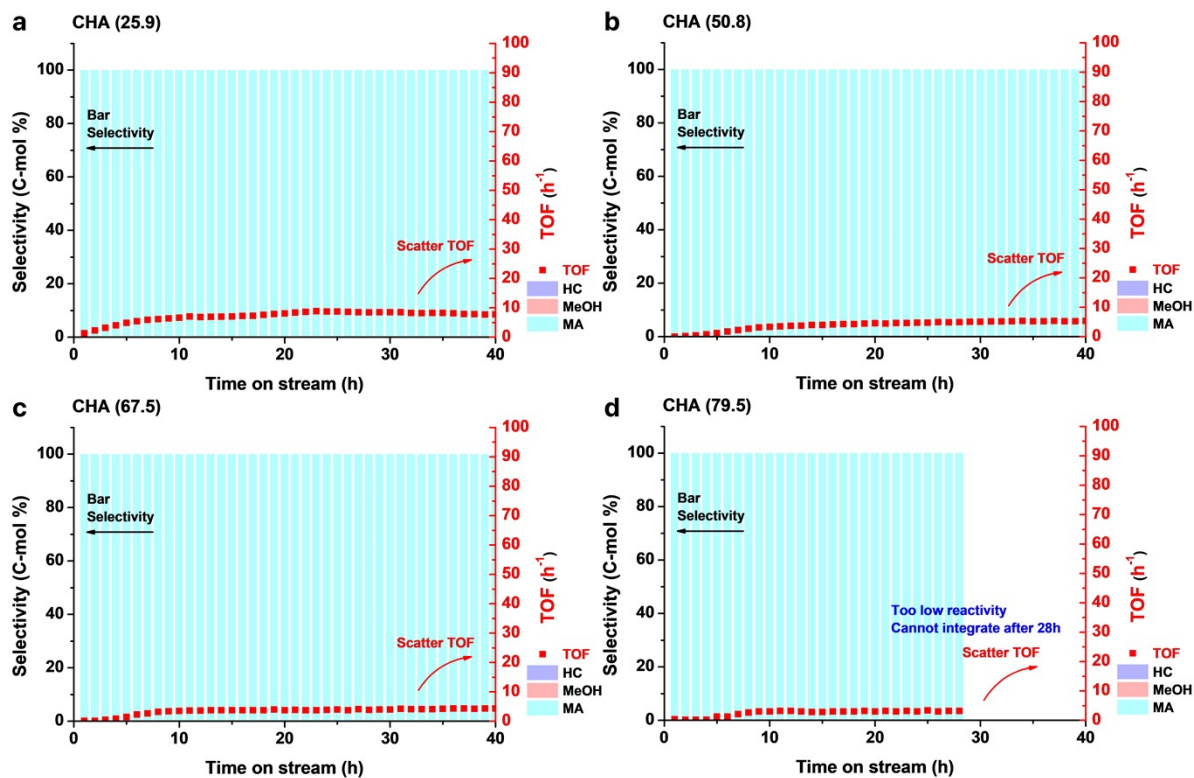 a
CHA (25.9)
100
80
60
40
20
0
Selectivity (C-mol %)
Bar
Selectivity
Scatter TOF
100
90
80
70
60
50
40
30
20
10
0
TOF (h⁻¹)
TOF
HC
MeOH
MA
0 10 20 30 40
Time on stream (h)
b
CHA (50.8)
100
80
60
40
20
0
Selectivity (C-mol %)
Bar
Selectivity
Scatter TOF
100
90
80
70
60
50
40
30
20
10
0
TOF (h⁻¹)
TOF
HC
MeOH
MA
0 10 20 30 40
Time on stream (h)
c
CHA (67.5)
100
80
60
40
20
0
Selectivity (C-mol %)
Bar
Selectivity
Scatter TOF
100
90
80
70
60
50
40
30
20
10
0
TOF (h⁻¹)
TOF
HC
MeOH
MA
0 10 20 30 40
Time on stream (h)
d
CHA (79.5)
100
80
60
40
20
0
Selectivity (C-mol %)
Bar
Selectivity
Too low reactivity
Cannot integrate after 28h
Scatter TOF
100
90
80
70
60
50
40
30
20
10
0
TOF (h⁻¹)
TOF
HC
MeOH
MA
0 10 20 30 40
Time on stream (h)